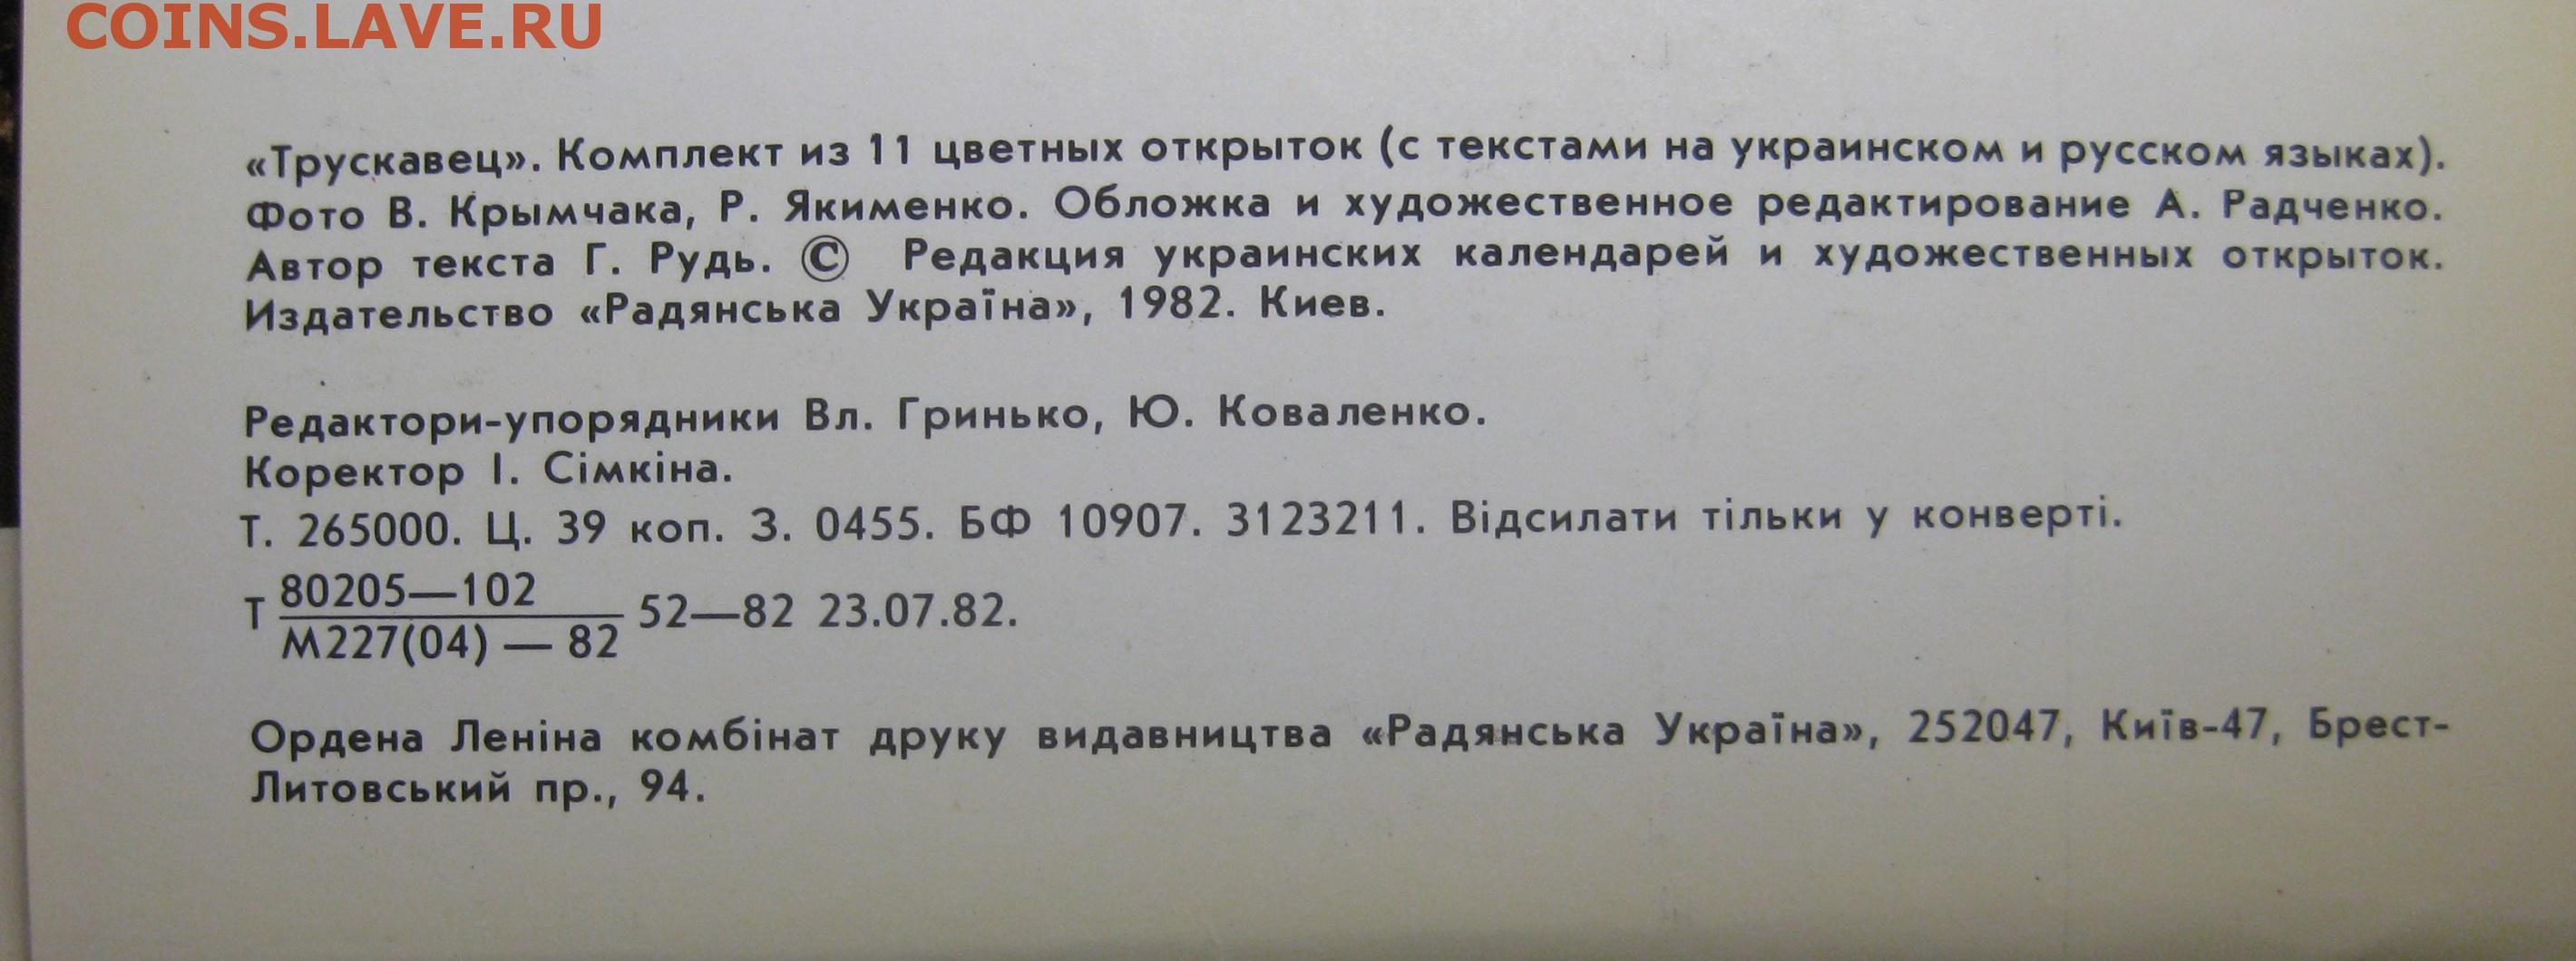 COINS.LAVE.RU
«Трускавец». Комплект из 11 цветных открыток (с текстами на украинском и русском языках).
Фото В. Крымчака, Р. Якименко. Обложка и художественное редактирование А. Радченко.
Автор текста Г. Рудь. © Редакция украинских календарей и художественных открыток.
Издательство «Радянська Україна», 1982. Киев.
Редактори-упорядники Вл. Гринько, Ю. Коваленко.
Коректор І. Сімкіна.
Т. 265000. Ц. 39 коп. З. 0455. БФ 10907. 3123211. Відсилати тільки у конверті.
Т 80205—102
М227(04) — 82 52—82 23.07.82.
Ордена Леніна комбінат друку видавництва «Радянська Україна», 252047, Київ-47, Брест-
Литовський пр., 94.